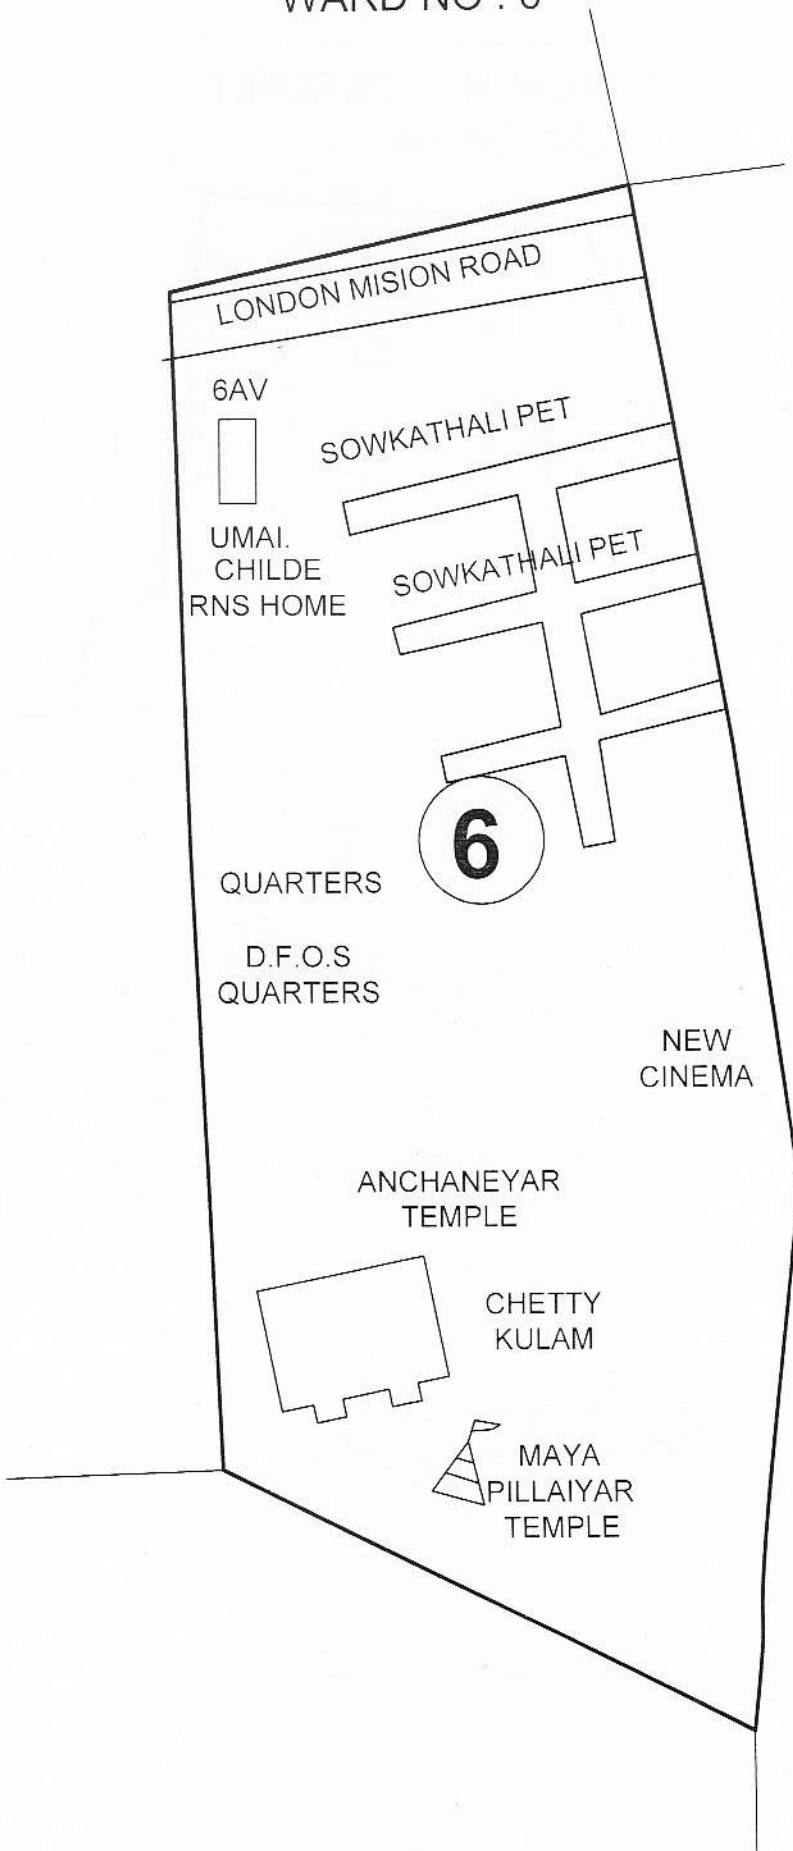 WARD NO : 6
LONDON MISION ROAD
6AV
SOWKATHALI PET
UMAI.
CHILDE
RNS HOME
SOWKATHALI PET
6
QUARTERS
D.F.O.S
QUARTERS
NEW
CINEMA
ANCHANEYAR
TEMPLE
CHETTY
KULAM
MAYA
PILLAIYAR
TEMPLE